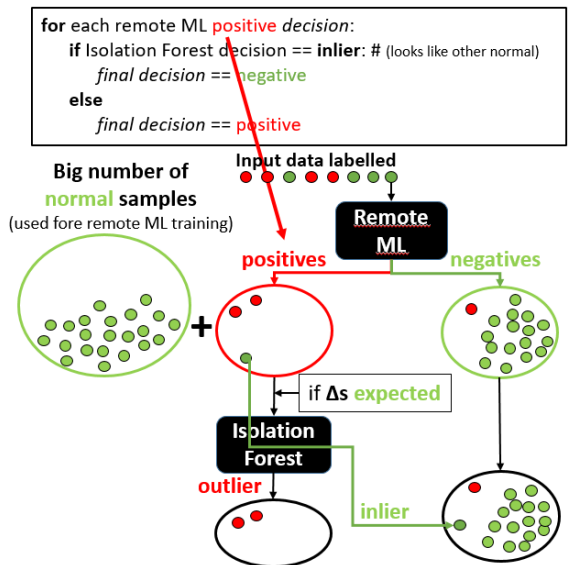 for each remote ML positive decision:
if Isolation Forest decision == inlier: # (looks like other normal)
final decision == negative
else
final decision == positive
Input data labelled
Big number of
normal samples
(used fore remote ML training)
Remote
ML
positives
negatives
+
if Δs expected
Isolation
Forest
outlier
inlier